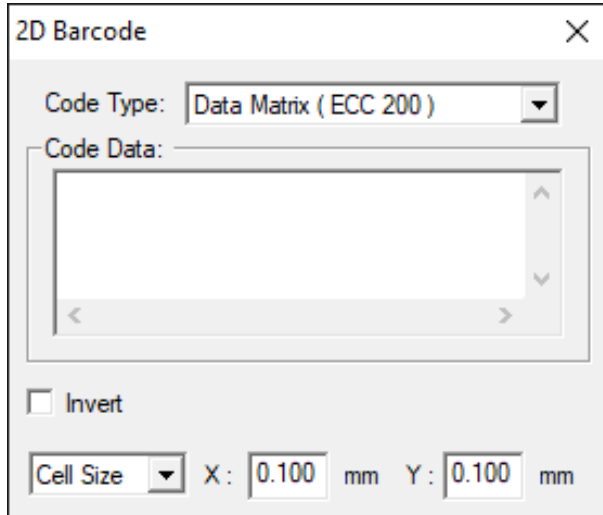 2D Barcode
Code Type: Data Matrix ( ECC 200 )
Code Data:
Invert
Cell Size X : 0.100 mm Y : 0.100 mm